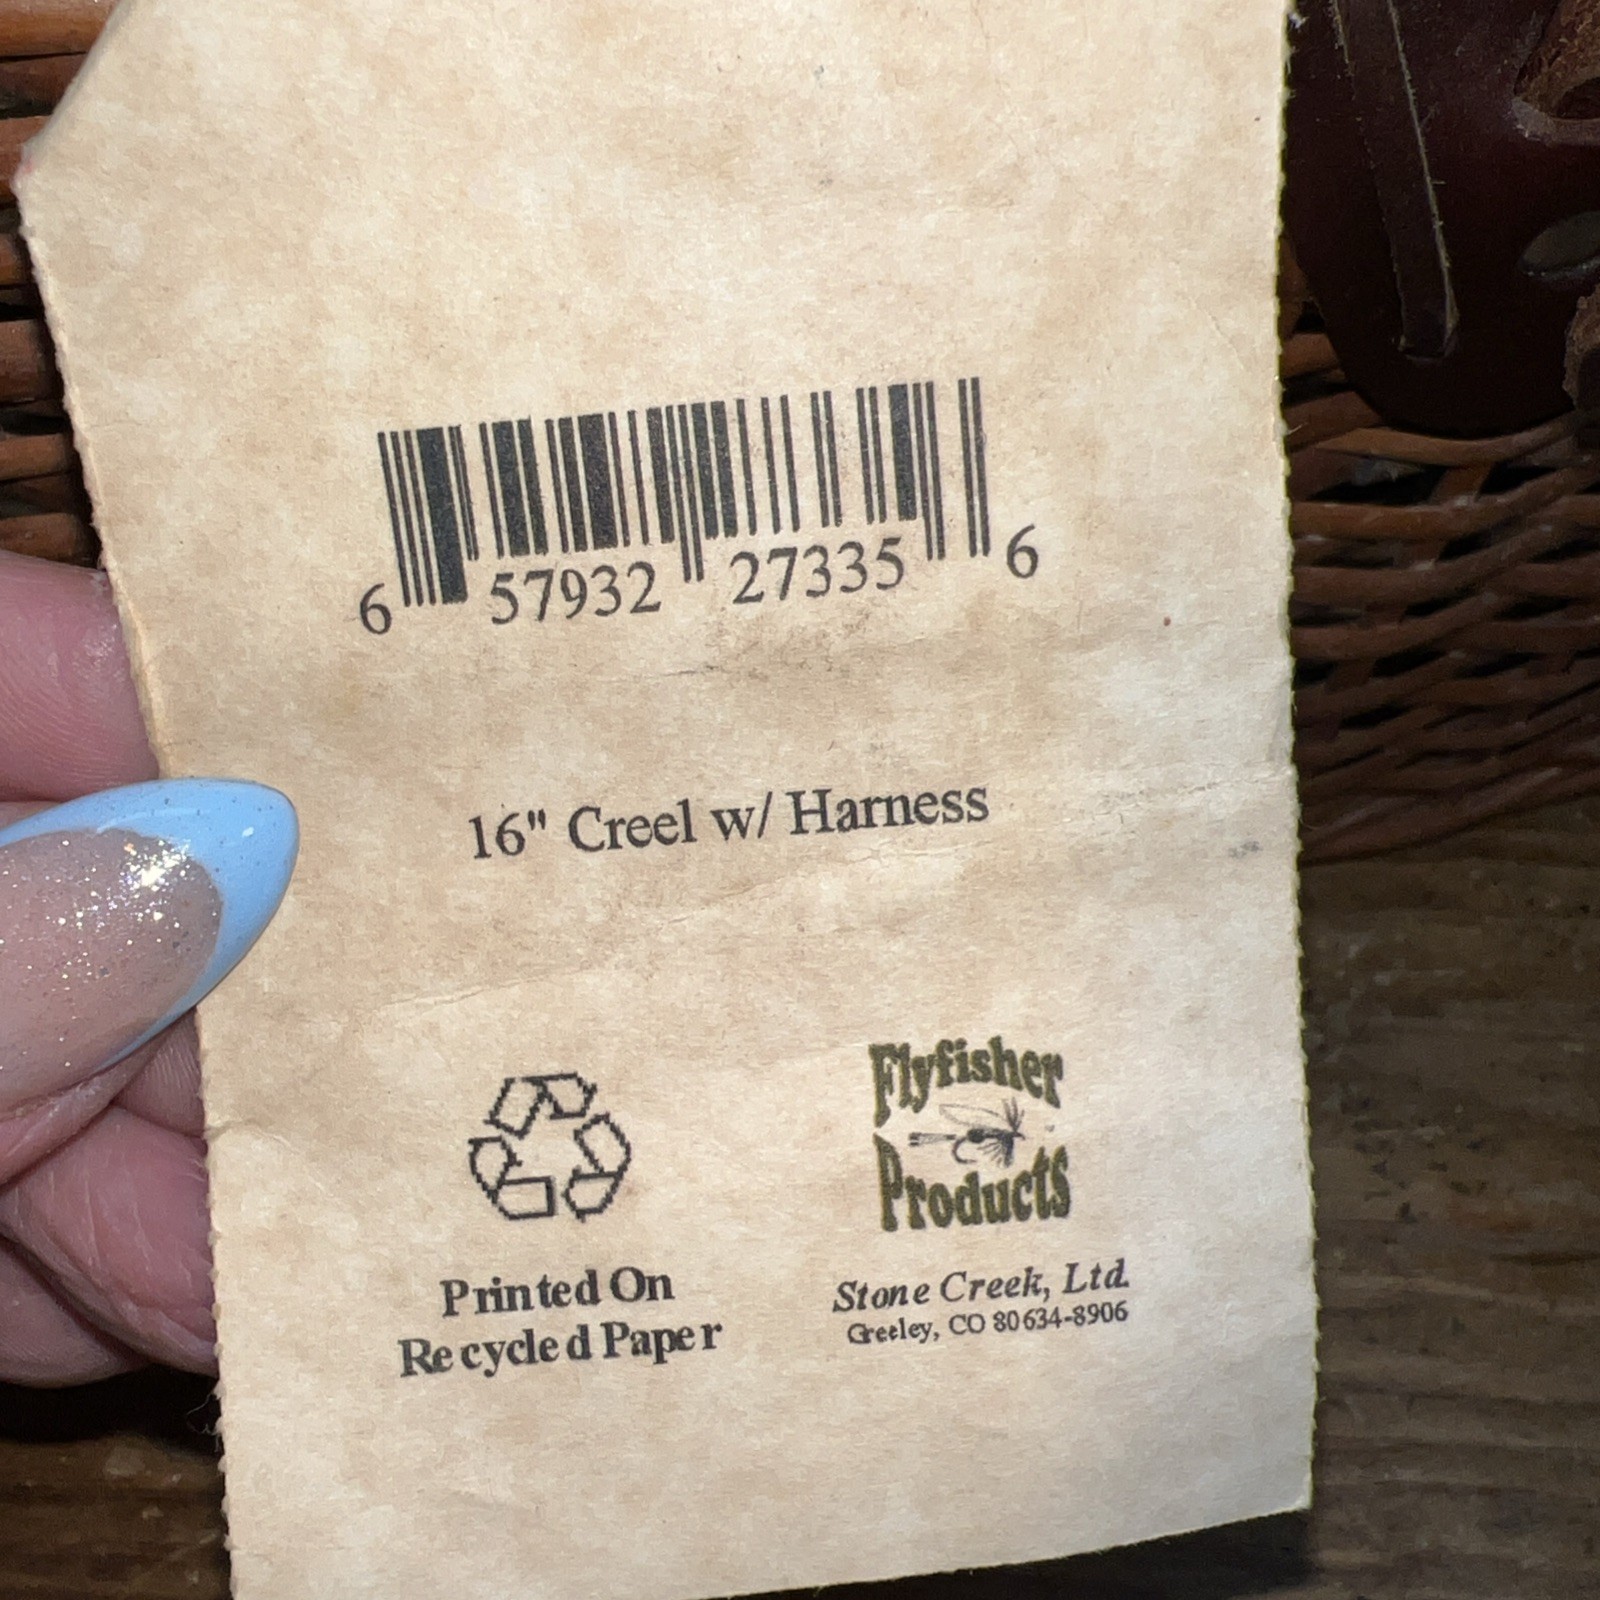 6 57932 27335 6
16" Creel w/ Harness
Flyfisher
Products
Printed On
Recycled Paper
Stone Creek, Ltd.
Greeley, CO 80634-8906